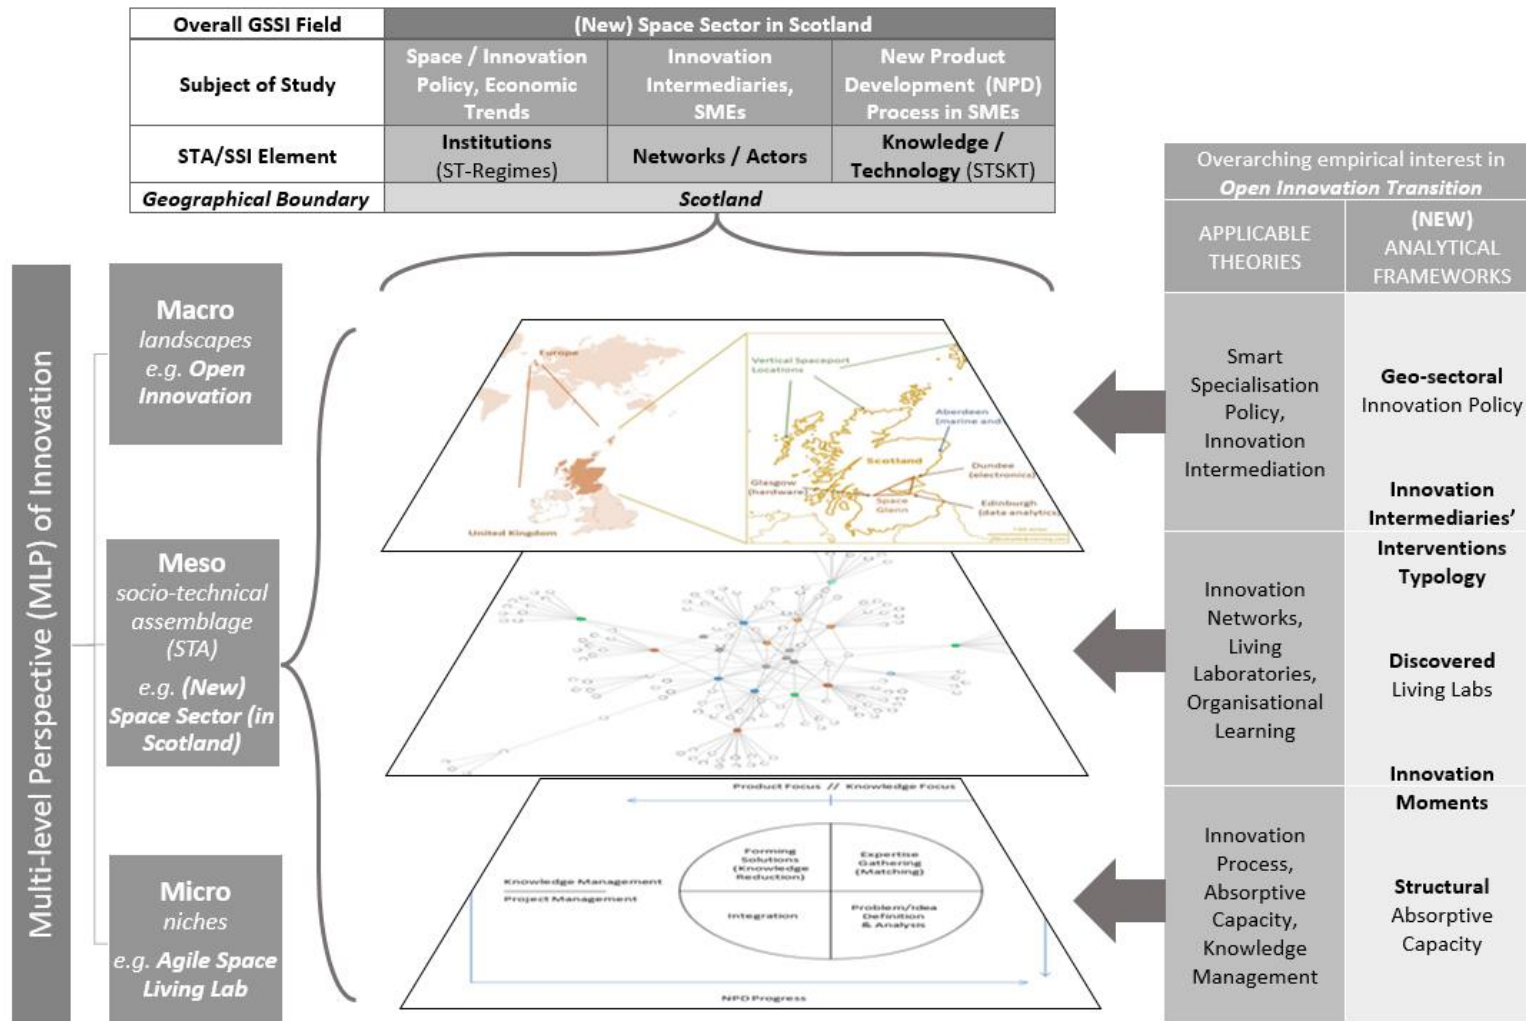 Overall GSSI Field
(New) Space Sector in Scotland
Subject of Study
Space / Innovation
Policy, Economic
Trends
Innovation
Intermediaries,
SMEs
New Product
Development (NPD)
Process in SMEs
STA/SSI Element
Institutions
(ST-Regimes)
Networks / Actors
Knowledge /
Technology (STSKT)
Geographical Boundary
Scotland
Multi-level Perspective (MLP) of Innovation
Macro
landscapes
e.g. Open
Innovation
Meso
socio-technical
assemblage
(STA)
e.g. (New)
Space Sector (in
Scotland)
Micro
niches
e.g. Agile Space
Living Lab
Europe
United Kingdom
Vertical Spaceport
Locations
Aberdeen
(marine and
Scotland
Dundee
(electronics)
Glasgow
(hardware)
Space
Glenn
Edinburgh
(data analytics)
Product Focus // Knowledge Focus
Forming
Solutions
(Knowledge
Reduction)
Expertise
Gathering
(Matching)
Knowledge Management
Project Management
Integration
Problem/Idea
Definition
& Analysis
NPD Progress
Overarching empirical interest in
Open Innovation Transition
APPLICABLE
THEORIES
(NEW)
ANALYTICAL
FRAMEWORKS
Smart
Specialisation
Policy,
Innovation
Intermediation
Geo-sectoral
Innovation Policy
Innovation
Intermediaries’
Interventions
Typology
Innovation
Networks,
Living
Laboratories,
Organisational
Learning
Discovered
Living Labs
Innovation
Moments
Innovation
Process,
Absorptive
Capacity,
Knowledge
Management
Structural
Absorptive
Capacity